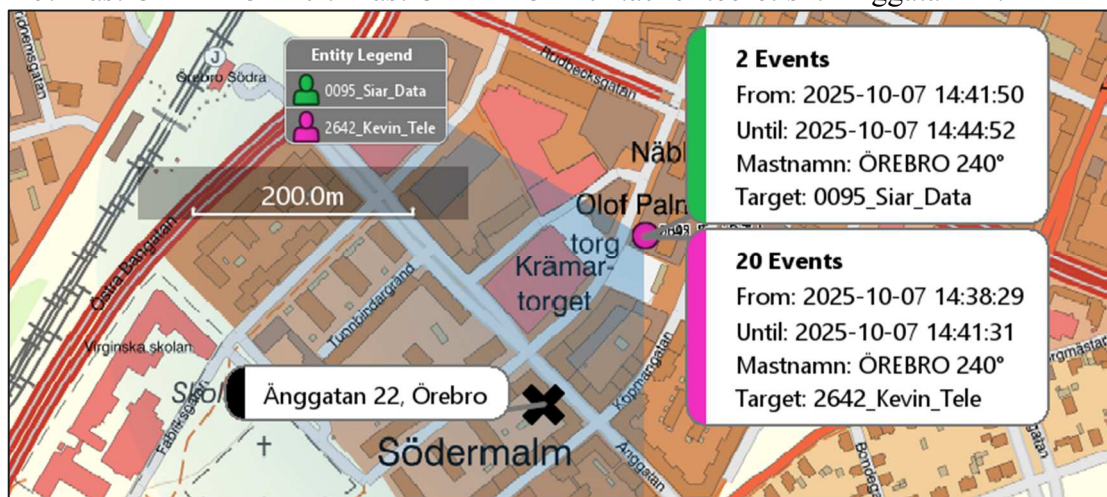 Entity Legend
0095_Siar_Data
2642_Kevin_Tele
200.0m
J
Örebro Södra
Rudbecksgatan
2 Events
From: 2025-10-07 14:41:50
Until: 2025-10-07 14:44:52
Mastnamn: ÖREBRO 240°
Target: 0095_Siar_Data
Olof Palm
torg
Krämar-
torget
20 Events
From: 2025-10-07 14:38:29
Until: 2025-10-07 14:41:31
Mastnamn: ÖREBRO 240°
Target: 2642_Kevin_Tele
Östra Bangatan
Tunnbindargränd
Virginska skolan
Köpmangatan
Änggatan 22, Örebro
Fabriksgatan
Södermalm
Änggatan
Bondegatan